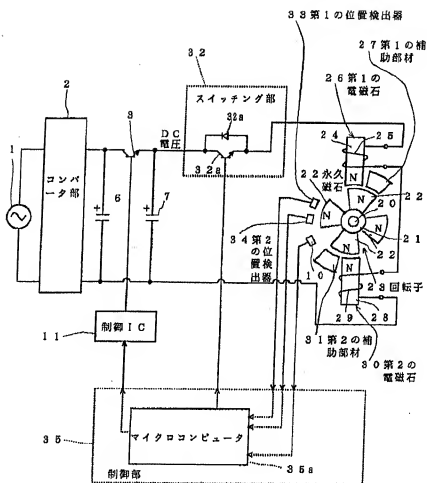 33第1の位置検出器
32
27第1の補助部材
26第1の電磁石
2
スイッチング部
32a
3
DC電圧
32a
24
25
1
コンバータ部
6
7
22永久磁石
N
N
22
20
N
21
N
22
34第2の位置検出器
10
23回転子
N
29
28
11
制御IC
31第2の補助部材
30第2の電磁石
35
マイクロコンピュータ
制御部
35a